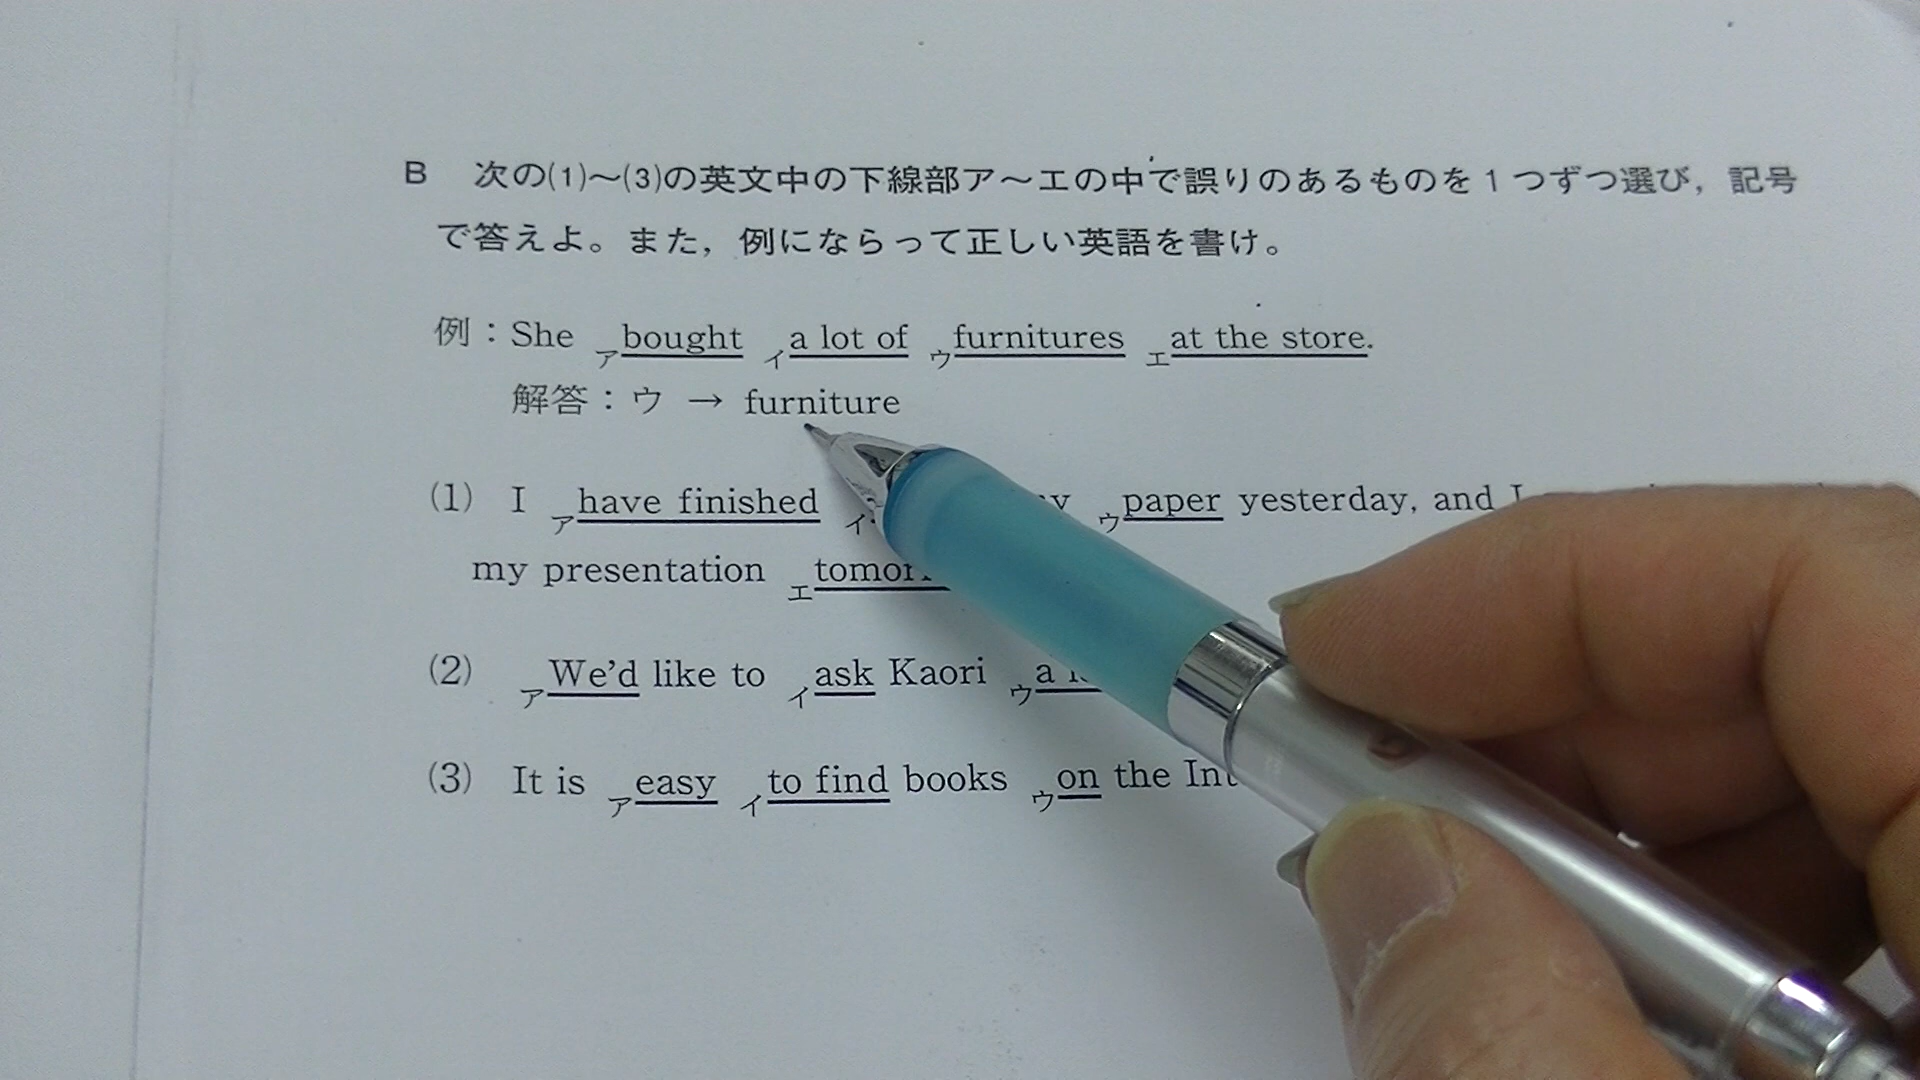 B 次の(1)～(3)の英文中の下線部ア～エの中で誤りのあるものを1つずつ選び，記号
で答えよ。また，例にならって正しい英語を書け。
例：She ア bought イ a lot of ウ furnitures エ at the store.
解答：ウ → furniture
(1) I ア have finished イ ウ paper yesterday, and I
my presentation エ
(2) ア We'd like to イ ask Kaori ウ a
(3) It is ア easy イ to find books ウ on the